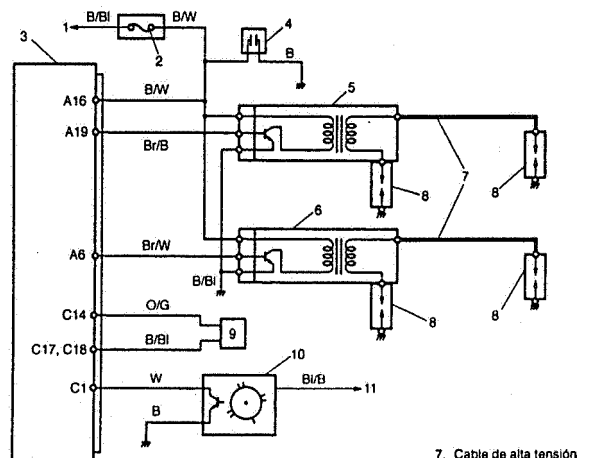 B/Bl
B/W
1
2
4
3
B
B/W
A16
5
A19
Br/B
7
8
8
6
Br/W
A6
B/Bl
8
8
O/G
C14
9
B/Bl
C17, C18
10
W
C1
Bl/B
11
B
7. Cable de alta tensión